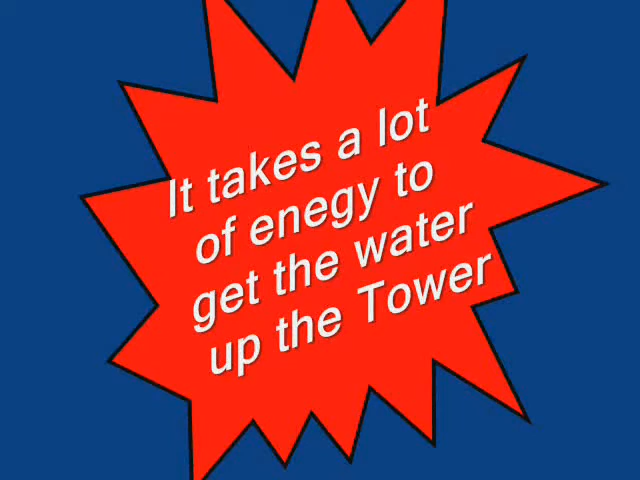 It takes a lot
of enegy to
get the water
up the Tower